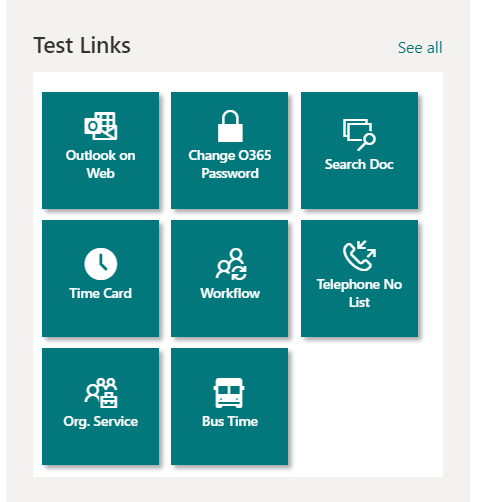 Test Links
See all
Outlook on
Web
Change O365
Password
Search Doc
Time Card
Workflow
Telephone No
List
Org. Service
Bus Time